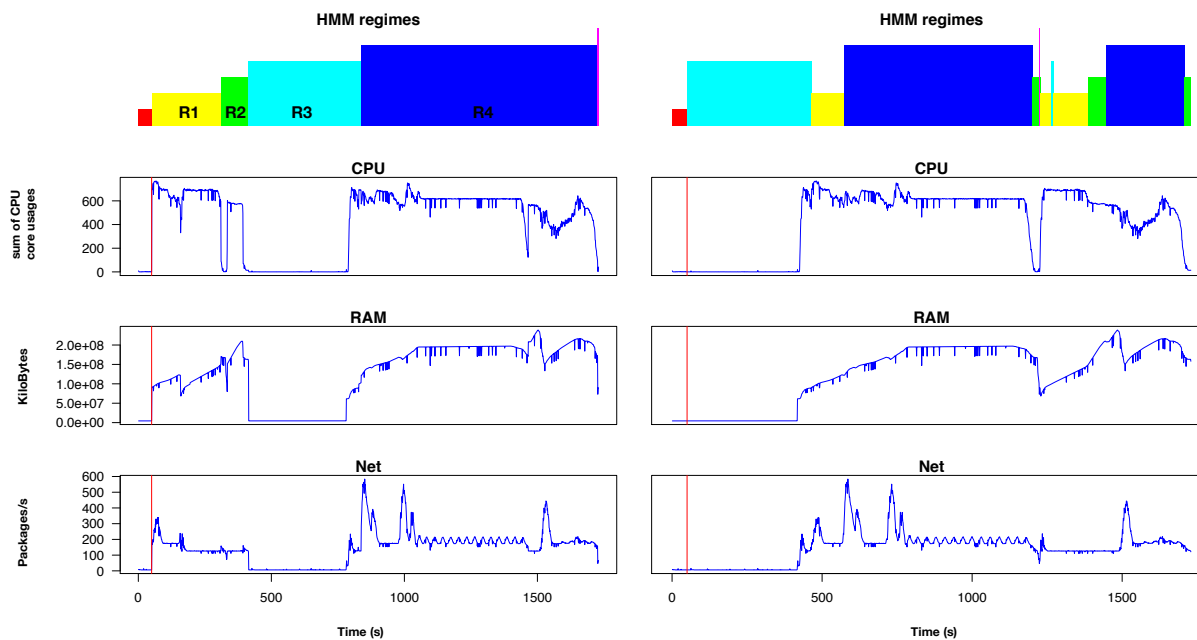 HMM regimes
HMM regimes
R1
R2
R3
R4
CPU
CPU
sum of CPU
core usages
600
400
200
0
RAM
RAM
KiloBytes
2.0e+08
1.5e+08
1.0e+08
5.0e+07
0.0e+00
Net
Net
Packages/s
600
500
400
300
200
100
0
0
500
1000
1500
0
500
1000
1500
Time (s)
Time (s)